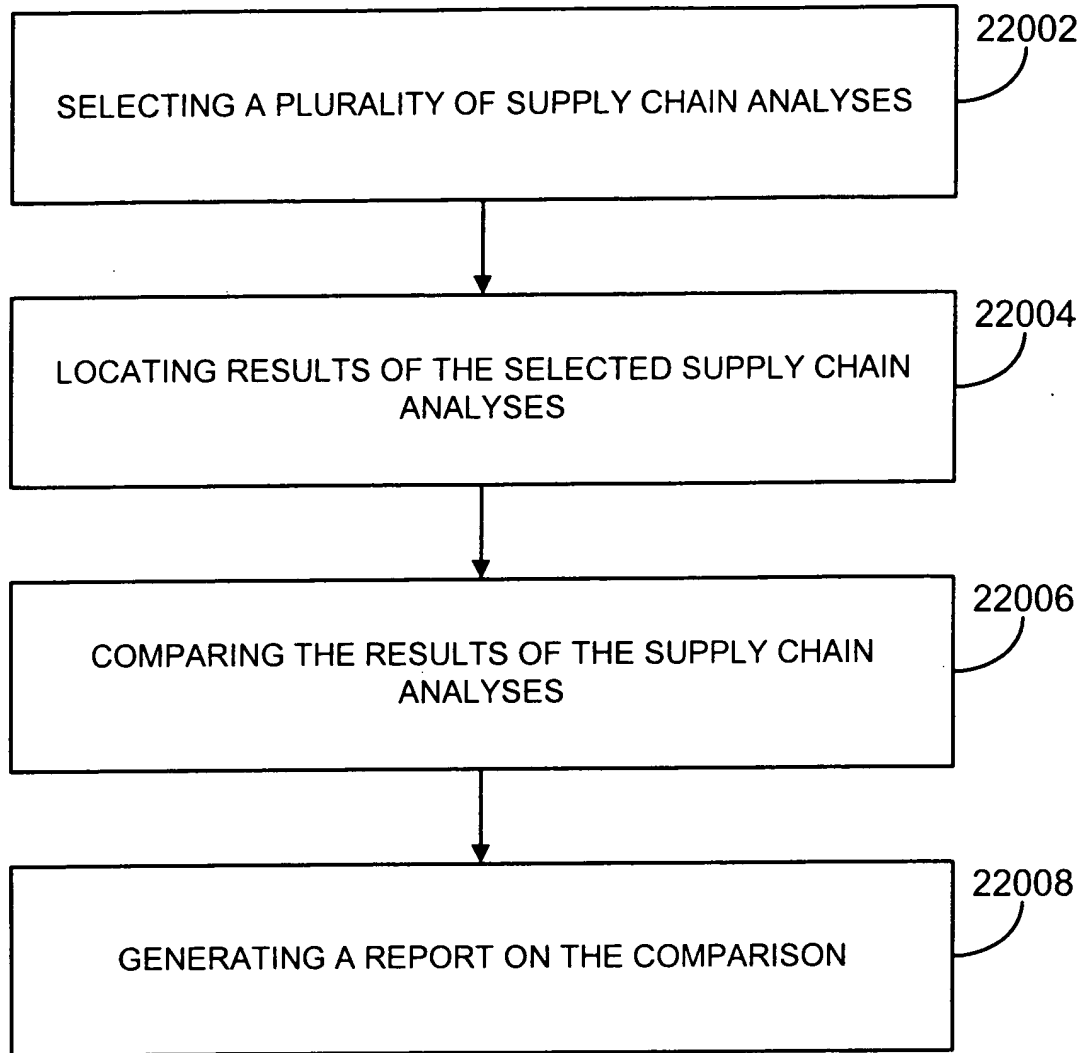 22002
SELECTING A PLURALITY OF SUPPLY CHAIN ANALYSES
22004
LOCATING RESULTS OF THE SELECTED SUPPLY CHAIN
ANALYSES
22006
COMPARING THE RESULTS OF THE SUPPLY CHAIN
ANALYSES
22008
GENERATING A REPORT ON THE COMPARISON